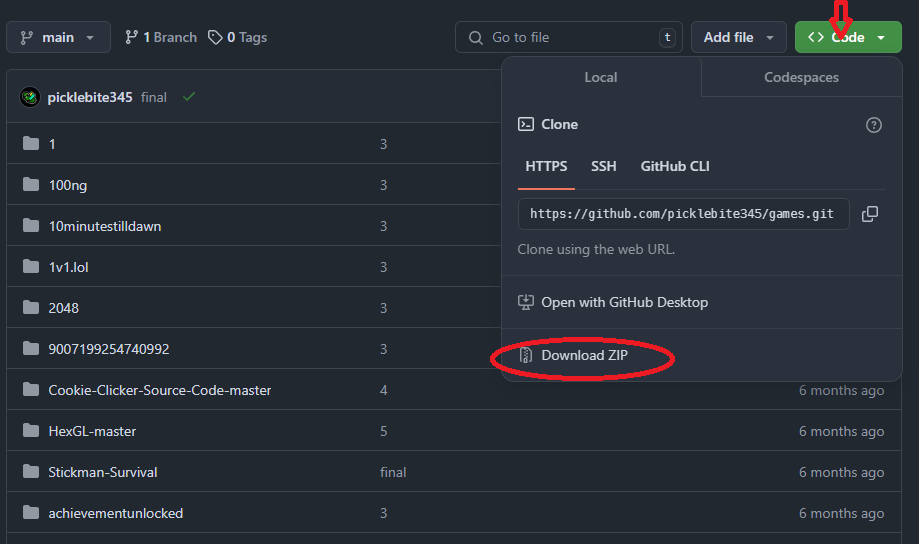 main 1 Branch 0 Tags Go to file t Add file <> Code
Local Codespaces
picklebite345 final
Clone
HTTPS SSH GitHub CLI
https://github.com/picklebite345/games.git
Clone using the web URL.
Open with GitHub Desktop
Download ZIP
1 3
100ng 3
10minutestilldawn 3
1v1.lol 3
2048 3
9007199254740992 3
Cookie-Clicker-Source-Code-master 4 6 months ago
HexGL-master 5 6 months ago
Stickman-Survival final 6 months ago
achievementunlocked 3 6 months ago